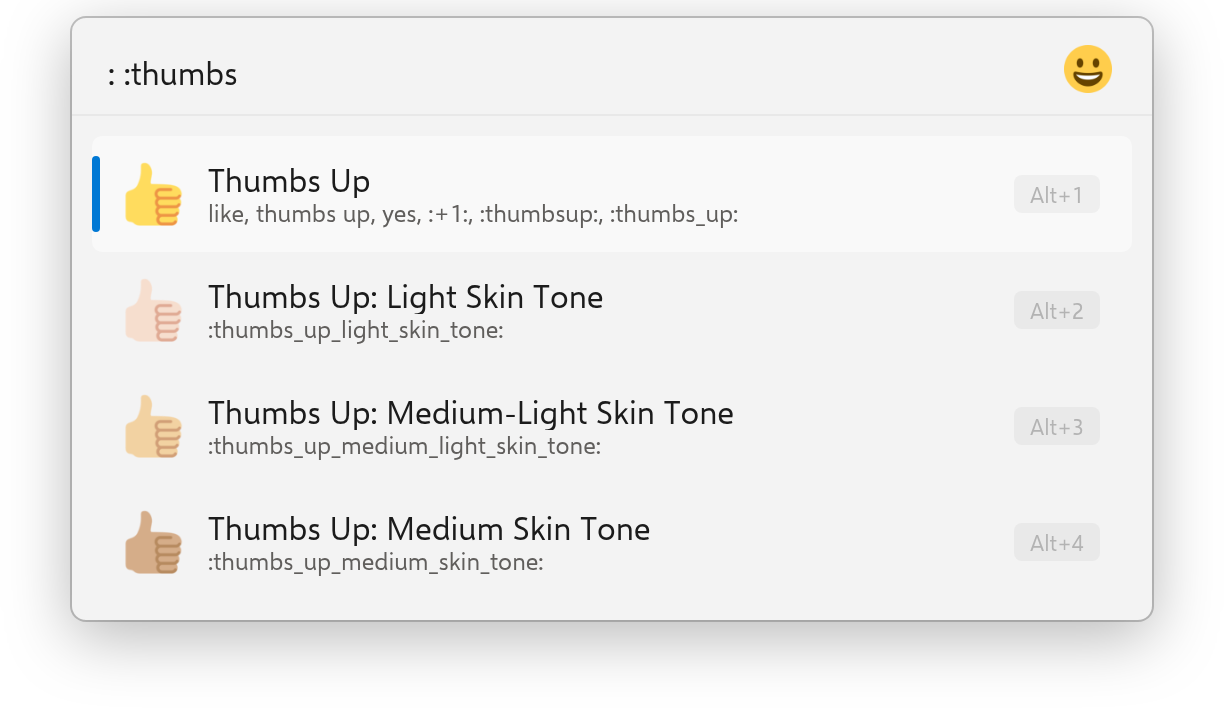 : :thumbs
Thumbs Up
like, thumbs up, yes, :+1:, :thumbsup:, :thumbs_up:
Alt+1
Thumbs Up: Light Skin Tone
:thumbs_up_light_skin_tone:
Alt+2
Thumbs Up: Medium-Light Skin Tone
:thumbs_up_medium_light_skin_tone:
Alt+3
Thumbs Up: Medium Skin Tone
:thumbs_up_medium_skin_tone:
Alt+4